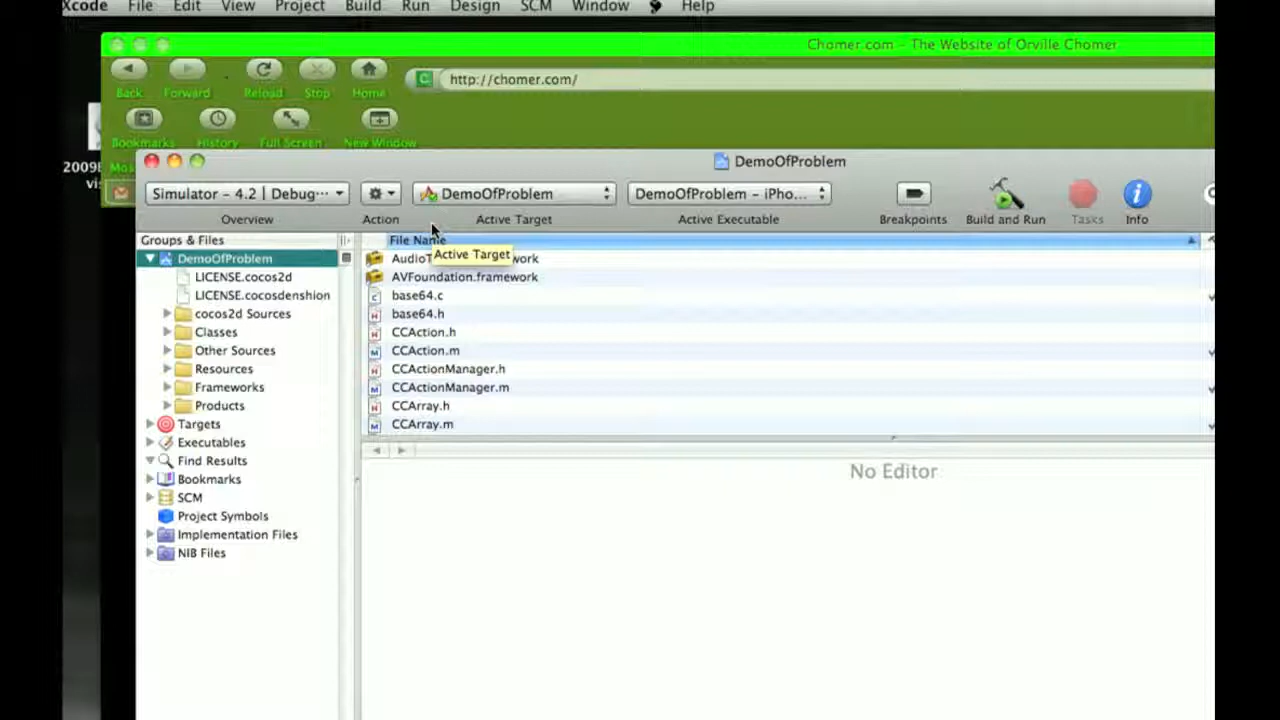 Xcode File Edit View Project Build Run Design SCM Window Help
Chomer.com – The Website of Orville Chomer
Back Forward Reload Stop Home
http://chomer.com/
Bookmarks History Full Screen New Window
DemoOfProblem
Simulator – 4.2 | Debug··· DemoOfProblem DemoOfProblem – iPho...
Overview Action Active Target Active Executable Breakpoints Build and Run Tasks Info
Groups & Files
File Name
Active Target
DemoOfProblem
LICENSE.cocos2d
LICENSE.cocosdenshion
cocos2d Sources
Classes
Other Sources
Resources
Frameworks
Products
Targets
Executables
Find Results
Bookmarks
SCM
Project Symbols
Implementation Files
NIB Files
AVFoundation.framework
base64.c
base64.h
CCAction.h
CCAction.m
CCActionManager.h
CCActionManager.m
CCArray.h
CCArray.m
No Editor